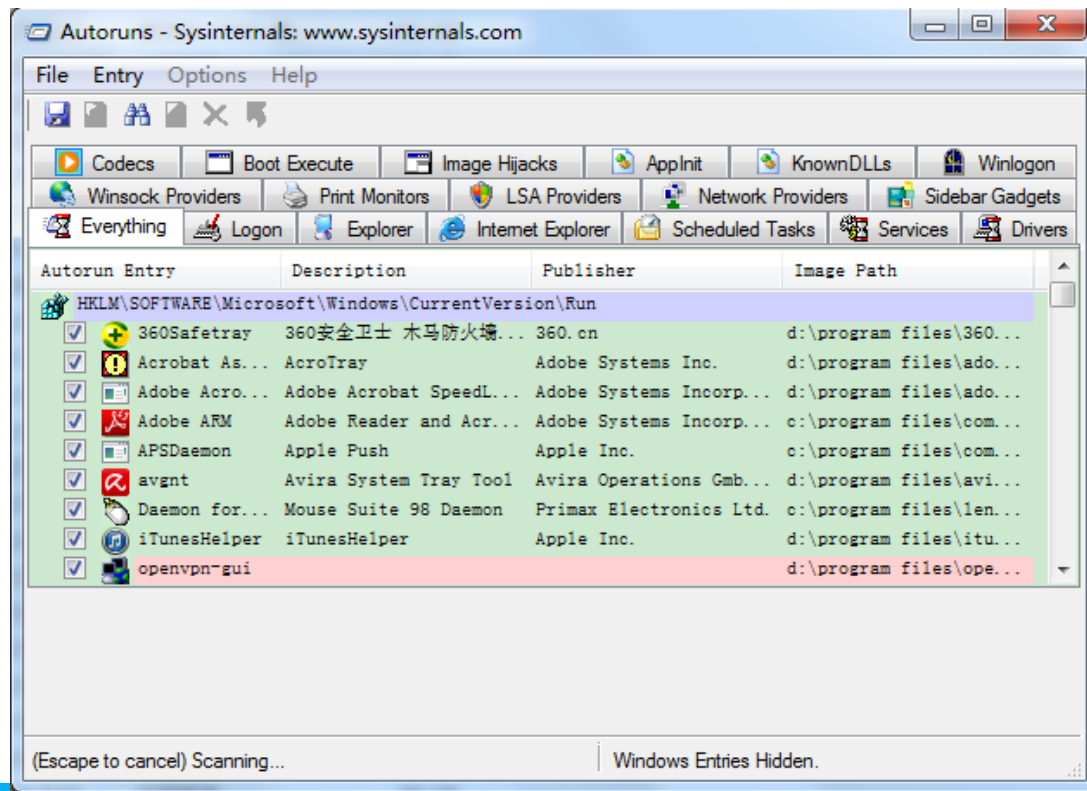 Autoruns - Sysinternals: www.sysinternals.com
File Entry Options Help
Codecs Boot Execute Image Hijacks AppInit KnownDLLs Winlogon
Winsock Providers Print Monitors LSA Providers Network Providers Sidebar Gadgets
Everything Logon Explorer Internet Explorer Scheduled Tasks Services Drivers
Autorun Entry Description Publisher Image Path
HKLM\SOFTWARE\Microsoft\Windows\CurrentVersion\Run
360Safetray 360安全卫士 木马防火墙... 360.cn d:\program files\360...
Acrobat As... AcroTray Adobe Systems Inc. d:\program files\ado...
Adobe Acro... Adobe Acrobat SpeedL... Adobe Systems Incorp... d:\program files\ado...
Adobe ARM Adobe Reader and Acr... Adobe Systems Incorp... c:\program files\com...
APSDaemon Apple Push Apple Inc. c:\program files\com...
avgnt Avira System Tray Tool Avira Operations Gmb... d:\program files\avi...
Daemon for... Mouse Suite 98 Daemon Primax Electronics Ltd. c:\program files\len...
iTunesHelper iTunesHelper Apple Inc. d:\program files\itu...
openvpn-gui d:\program files\ope...
(Escape to cancel) Scanning... Windows Entries Hidden.